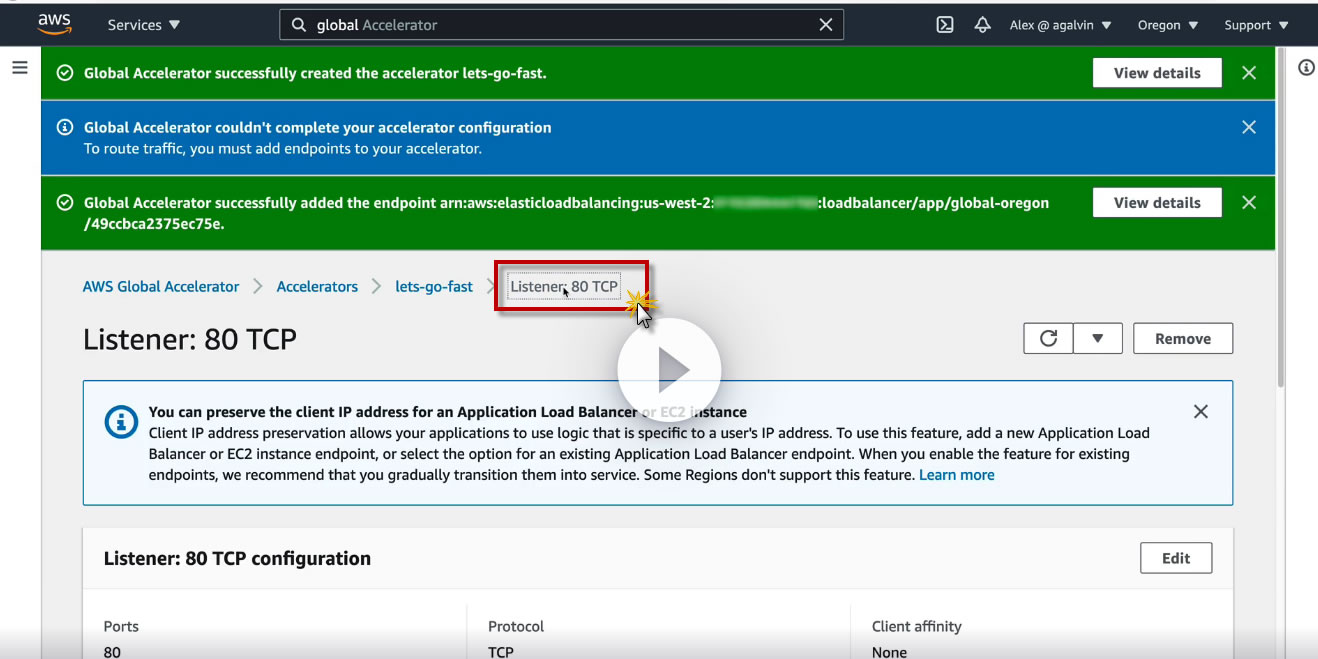 aws
Services
global Accelerator
Alex @ agalvin
Oregon
Support
Global Accelerator successfully created the accelerator lets-go-fast.
View details
Global Accelerator couldn't complete your accelerator configuration
To route traffic, you must add endpoints to your accelerator.
Global Accelerator successfully added the endpoint arn:aws:elasticloadbalancing:us-west-2: :loadbalancer/app/global-oregon
/49ccbca2375ec75e.
View details
AWS Global Accelerator
Accelerators
lets-go-fast
Listener: 80 TCP
Listener: 80 TCP
Remove
You can preserve the client IP address for an Application Load Balancer or EC2 instance
Client IP address preservation allows your applications to use logic that is specific to a user's IP address. To use this feature, add a new Application Load
Balancer or EC2 instance endpoint, or select the option for an existing Application Load Balancer endpoint. When you enable the feature for existing
endpoints, we recommend that you gradually transition them into service. Some Regions don't support this feature. Learn more
Listener: 80 TCP configuration
Edit
Ports
Protocol
Client affinity
80
TCP
None